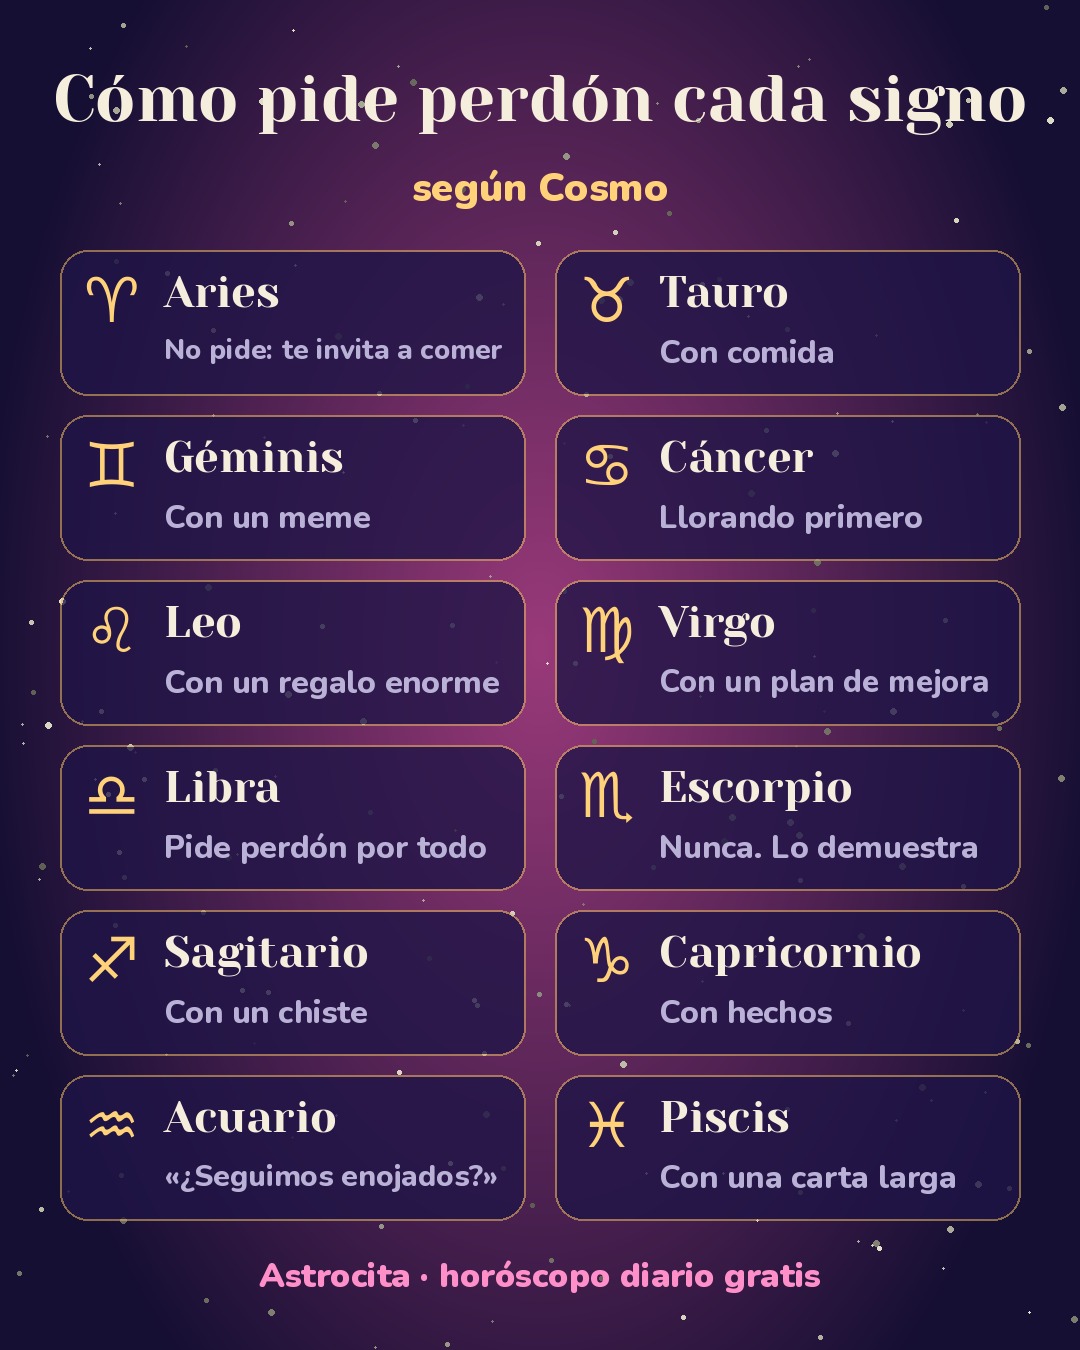 Cómo pide perdón cada signo
según Cosmo
♈ Aries
No pide: te invita a comer
♉ Tauro
Con comida
♊ Géminis
Con un meme
♋ Cáncer
Llorando primero
♌ Leo
Con un regalo enorme
♍ Virgo
Con un plan de mejora
♎ Libra
Pide perdón por todo
♏ Escorpio
Nunca. Lo demuestra
♐ Sagitario
Con un chiste
♑ Capricornio
Con hechos
♒ Acuario
«¿Seguimos enojados?»
♓ Piscis
Con una carta larga
Astrocita · horóscopo diario gratis